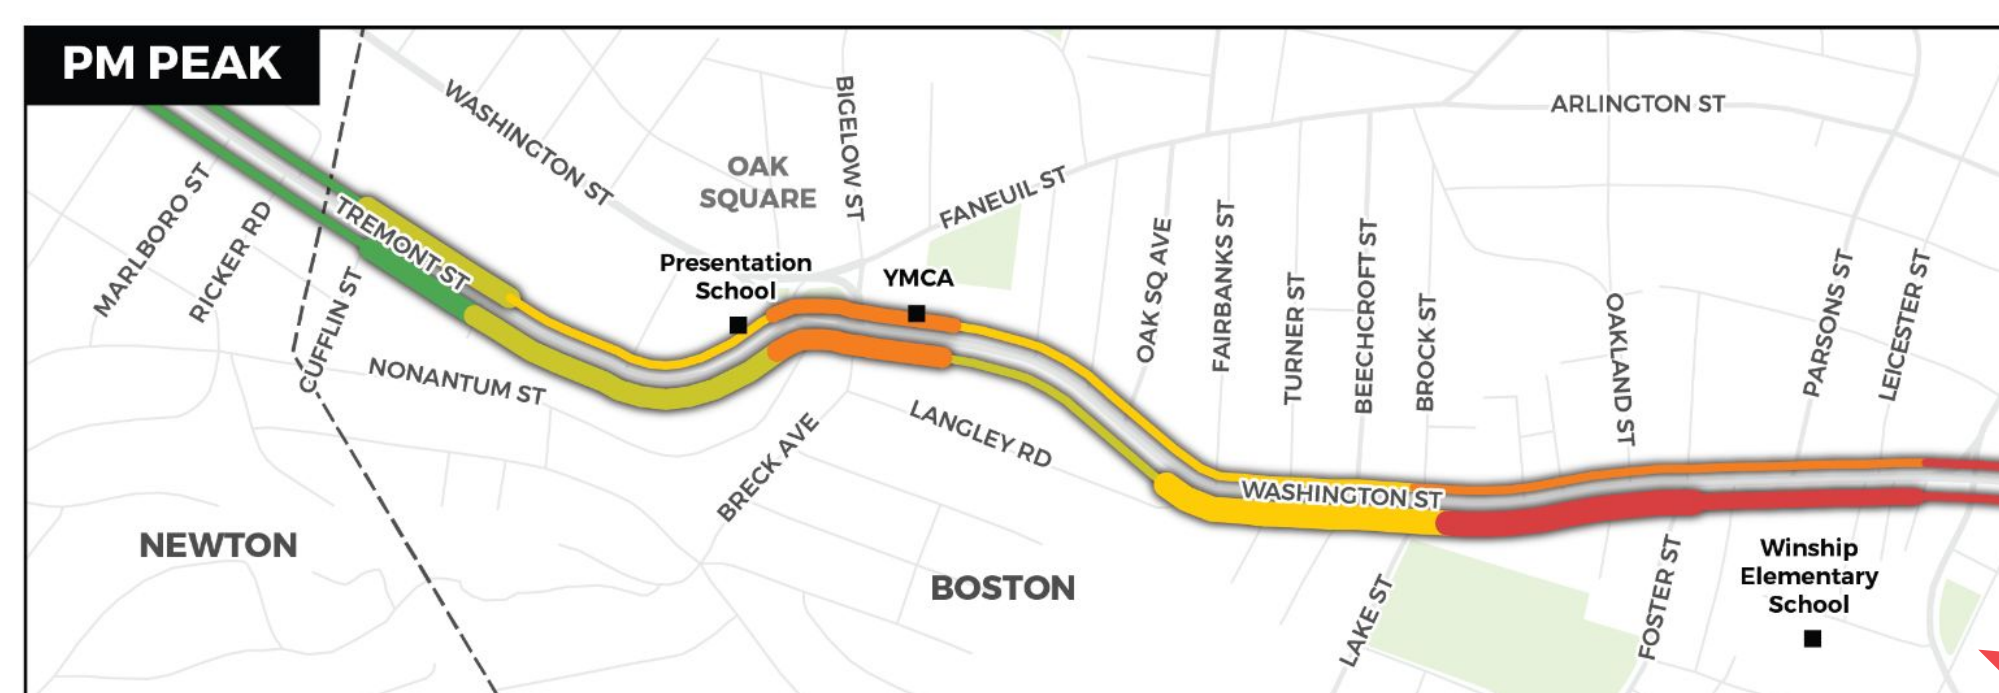 PM PEAK
WASHINGTON ST
BIGELOW ST
ARLINGTON ST
OAK
SQUARE
FANEUIL ST
MARLBORO ST
RICKER RD
TREMONT ST
CUFFLIN ST
Presentation
School
YMCA
OAK SQ AVE
FAIRBANKS ST
TURNER ST
BEECHCROFT ST
BROCK ST
OAKLAND ST
PARSONS ST
LEICESTER ST
NONANTUM ST
BRECK AVE
LANGLEY RD
WASHINGTON ST
NEWTON
BOSTON
LAKE ST
FOSTER ST
Winship
Elementary
School